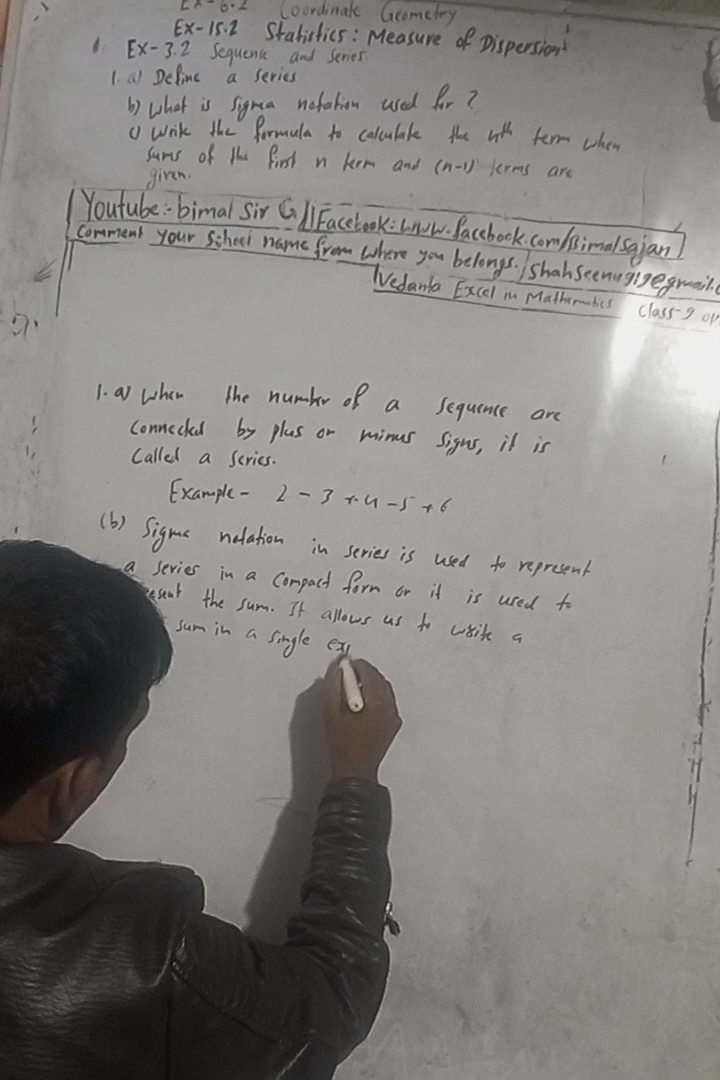 Ex-6.2 Coordinate Geometry
Ex-15.2 Statistics: Measure of Dispersion
Ex-3.2 Sequence and series.
1. a) Define a series
b) What is sigma notation used for?
c) Write the formula to calculate the nth term when
sums of the first n term and (n-1) terms are
given.
Youtube:- bimal Sir G || Facebook: www.facebook.com/Bimalsajan
Comment your school name from where you belongs. / Shahseenu919@gmail.c
Vedanta Excel in Mathematics Class-9 op
1. a) When the number of a sequence are
connected by plus or minus signs, it is
called a series.
Example- 2 - 3 + 4 - 5 + 6
(b) Sigma notation in series is used to represent
a series in a compact form or it is used to
the sum. It allows us to write a
sum in a single ex